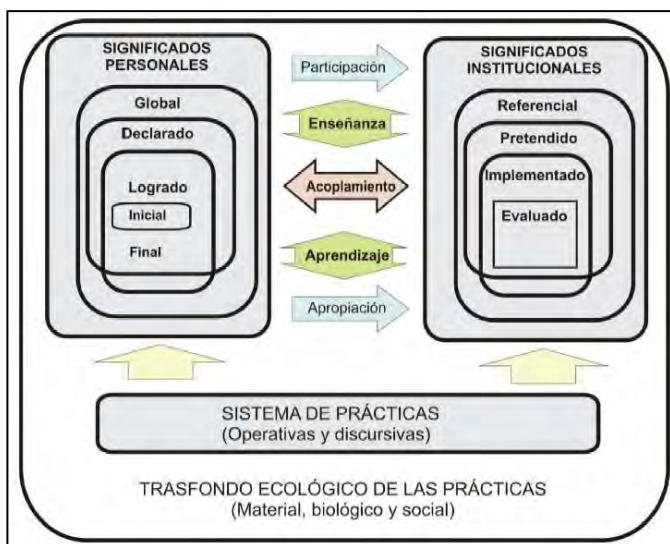 SIGNIFICADOS
PERSONALES
Global
Declarado
Logrado
Inicial
Final
Participación
Enseñanza
Acoplamiento
Aprendizaje
Apropiación
SIGNIFICADOS
INSTITUCIONALES
Referencial
Pretendido
Implementado
Evaluado
SISTEMA DE PRÁCTICAS
(Operativas y discursivas)
TRASFONDO ECOLÓGICO DE LAS PRÁCTICAS
(Material, biológico y social)